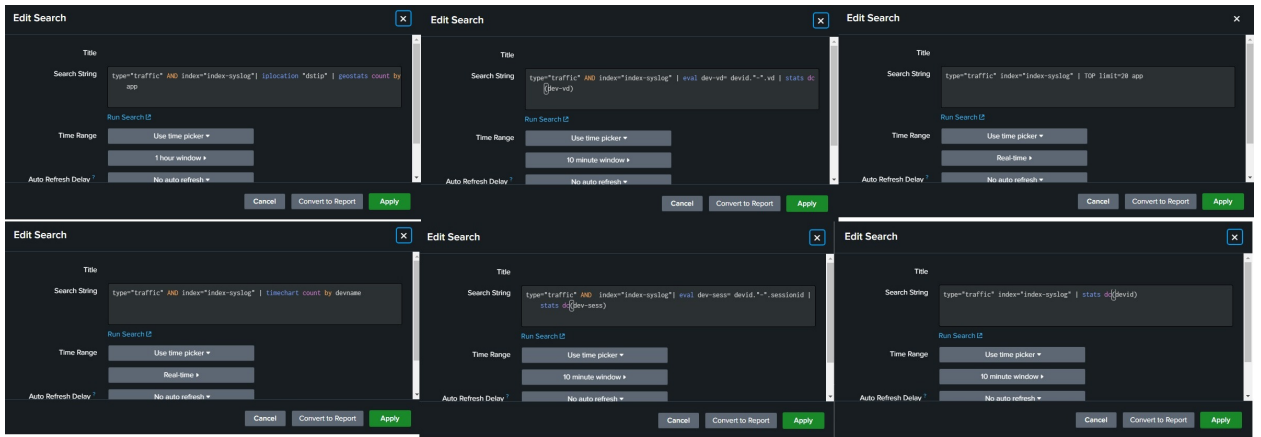 Edit Search
Title
Search String
type="traffic" AND index="index-syslog"| iplocation "dstip" | geostats count by
app
Run Search
Time Range
Use time picker
1 hour window
Auto Refresh Delay ?
No auto refresh
Cancel
Convert to Report
Apply
Edit Search
Title
Search String
type="traffic" AND index="index-syslog" | eval dev-vd= devid."-".vd | stats dc
(dev-vd)
Run Search
Time Range
Use time picker
10 minute window
Auto Refresh Delay ?
No auto refresh
Cancel
Convert to Report
Apply
Edit Search
Title
Search String
type="traffic" index="index-syslog" | TOP limit=20 app
Run Search
Time Range
Use time picker
Real-time
Auto Refresh Delay ?
No auto refresh
Cancel
Convert to Report
Apply
Edit Search
Title
Search String
type="traffic" AND index="index-syslog" | timechart count by devname
Run Search
Time Range
Use time picker
Real-time
Auto Refresh Delay ?
No auto refresh
Cancel
Convert to Report
Apply
Edit Search
Title
Search String
type="traffic" AND  index="index-syslog"| eval dev-sess= devid."-".sessionid |
stats dc(dev-sess)
Run Search
Time Range
Use time picker
10 minute window
Auto Refresh Delay ?
No auto refresh
Cancel
Convert to Report
Apply
Edit Search
Title
Search String
type="traffic" index="index-syslog" | stats dc(devid)
Run Search
Time Range
Use time picker
10 minute window
Auto Refresh Delay ?
No auto refresh
Cancel
Convert to Report
Apply